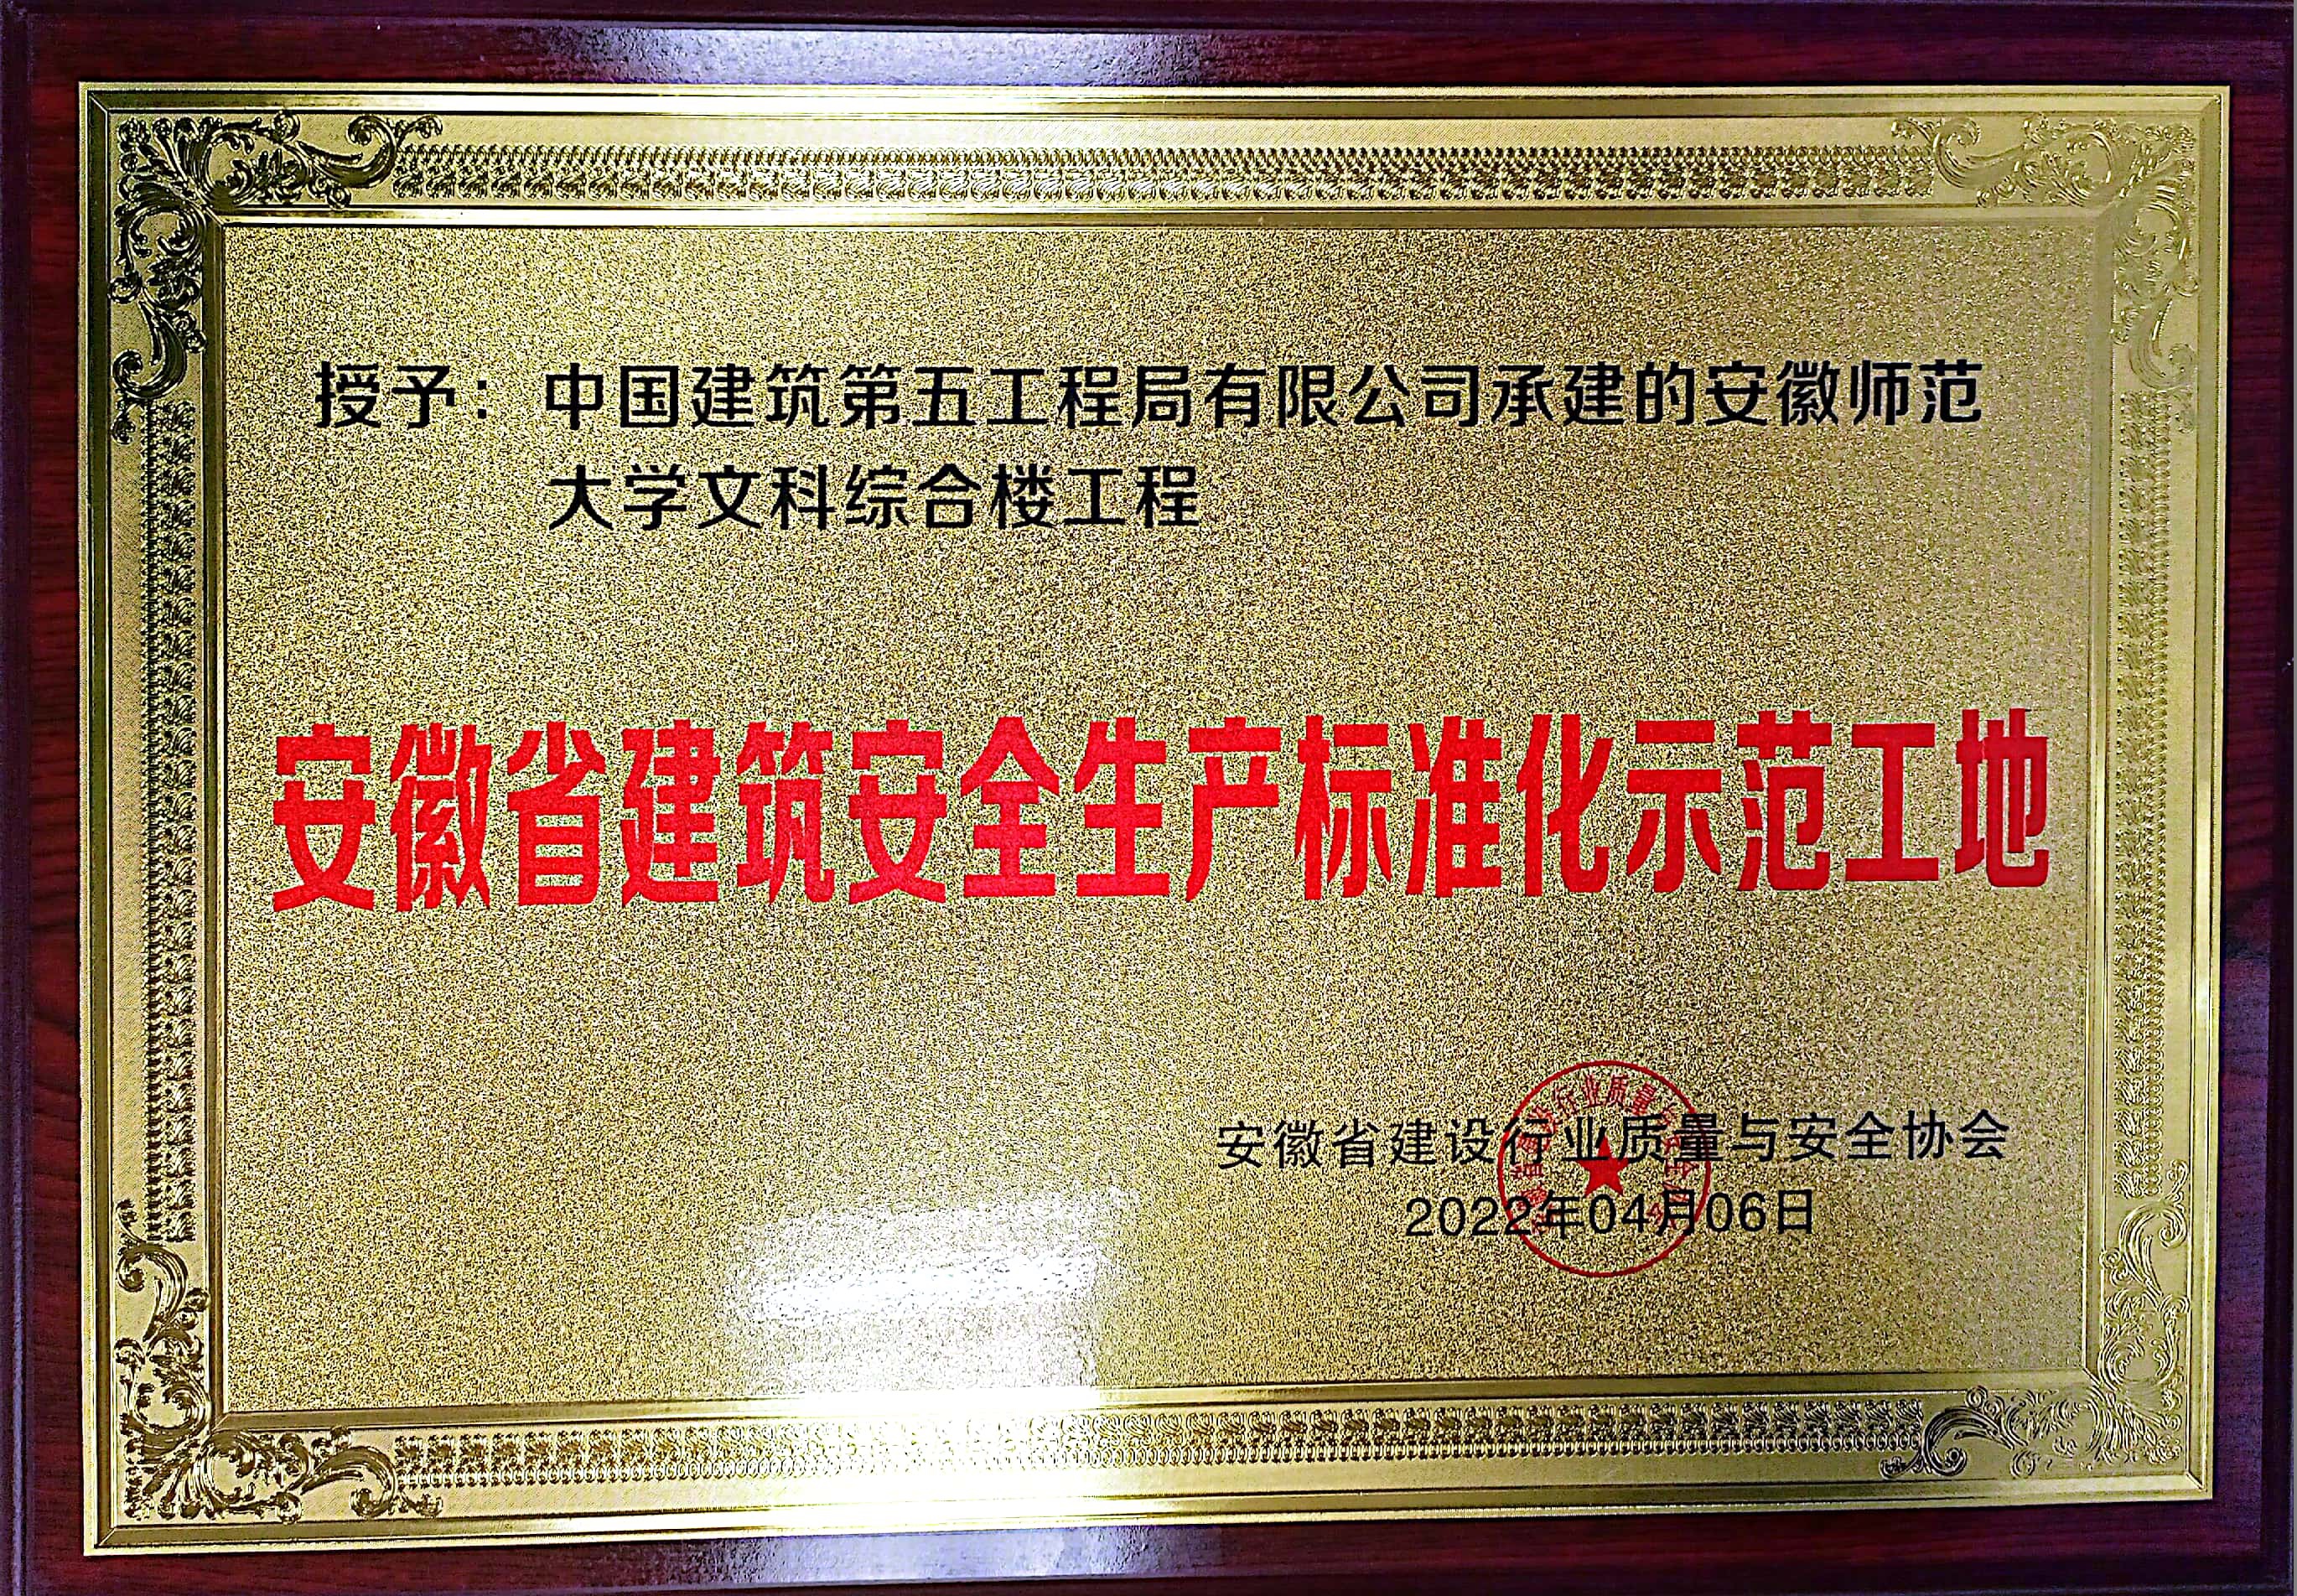 授予：中国建筑第五工程局有限公司承建的安徽师范
大学文科综合楼工程
安徽省建筑安全生产标准化示范工地
安徽省建设行业质量与安全协会
2022年04月06日